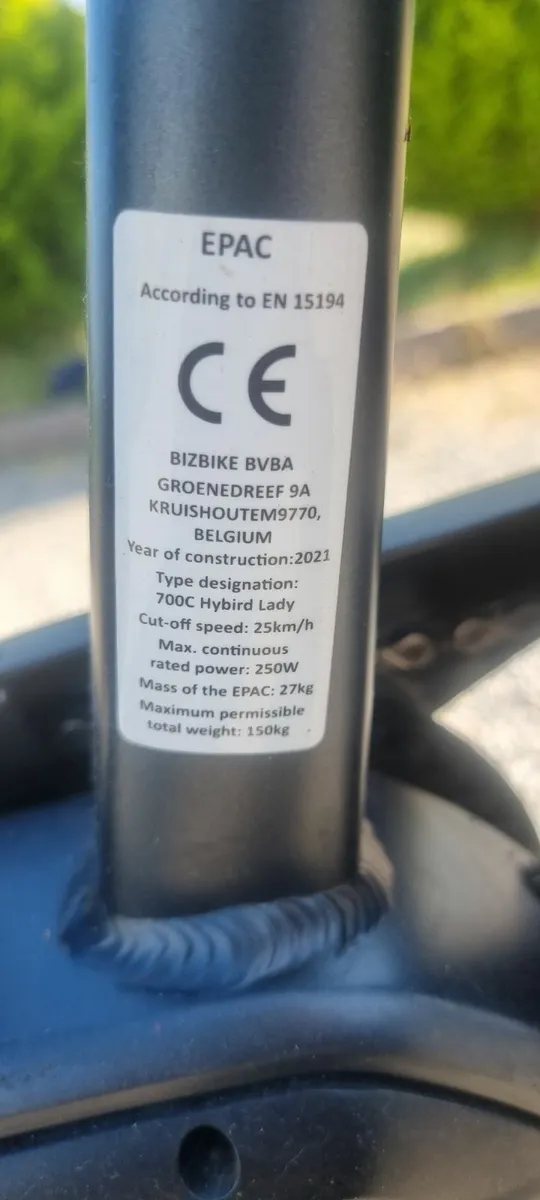 EPAC
According to EN 15194
CE
BIZBIKE BVBA
GROENEDREEF 9A
KRUISHOUTEM9770,
BELGIUM
Year of construction:2021
Type designation:
700C Hybird Lady
Cut-off speed: 25km/h
Max. continuous
rated power: 250W
Mass of the EPAC: 27kg
Maximum permissible
total weight: 150kg